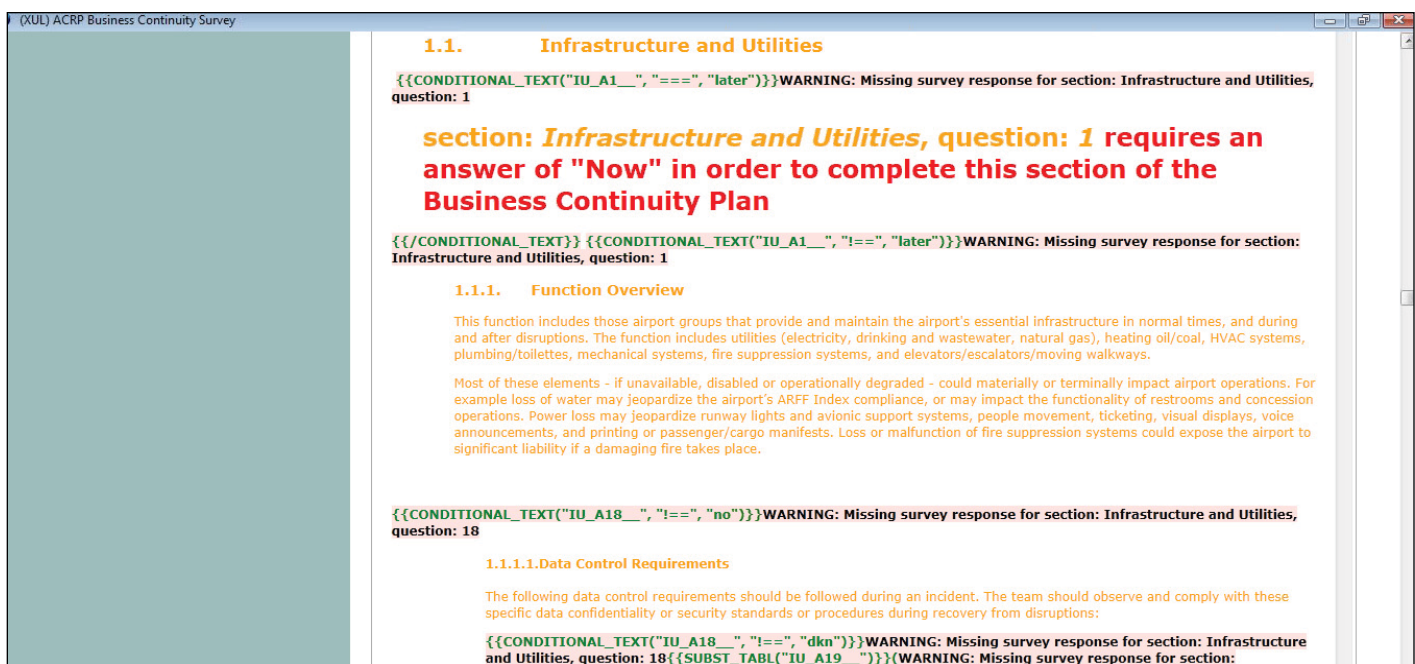 (XUL) ACRP Business Continuity Survey
1.1. Infrastructure and Utilities
{{CONDITIONAL_TEXT("IU_A1__", "===", "later")}}WARNING: Missing survey response for section: Infrastructure and Utilities,
question: 1
section: Infrastructure and Utilities, question: 1 requires an
answer of "Now" in order to complete this section of the
Business Continuity Plan
{{/CONDITIONAL_TEXT}} {{CONDITIONAL_TEXT("IU_A1__", "!==", "later")}}WARNING: Missing survey response for section:
Infrastructure and Utilities, question: 1
1.1.1. Function Overview
This function includes those airport groups that provide and maintain the airport's essential infrastructure in normal times, and during
and after disruptions. The function includes utilities (electricity, drinking and wastewater, natural gas), heating oil/coal, HVAC systems,
plumbing/toilettes, mechanical systems, fire suppression systems, and elevators/escalators/moving walkways.
Most of these elements - if unavailable, disabled or operationally degraded - could materially or terminally impact airport operations. For
example loss of water may jeopardize the airport's ARFF Index compliance, or may impact the functionality of restrooms and concession
operations. Power loss may jeopardize runway lights and avionic support systems, people movement, ticketing, visual displays, voice
announcements, and printing or passenger/cargo manifests. Loss or malfunction of fire suppression systems could expose the airport to
significant liability if a damaging fire takes place.
{{CONDITIONAL_TEXT("IU_A18__", "!==", "no")}}WARNING: Missing survey response for section: Infrastructure and Utilities,
question: 18
1.1.1.1.Data Control Requirements
The following data control requirements should be followed during an incident. The team should observe and comply with these
specific data confidentiality or security standards or procedures during recovery from disruptions:
{{CONDITIONAL_TEXT("IU_A18__", "!==", "dkn")}}WARNING: Missing survey response for section: Infrastructure
and Utilities, question: 18{{SUBST_TABL("IU_A19__")}}(WARNING: Missing survey response for section: